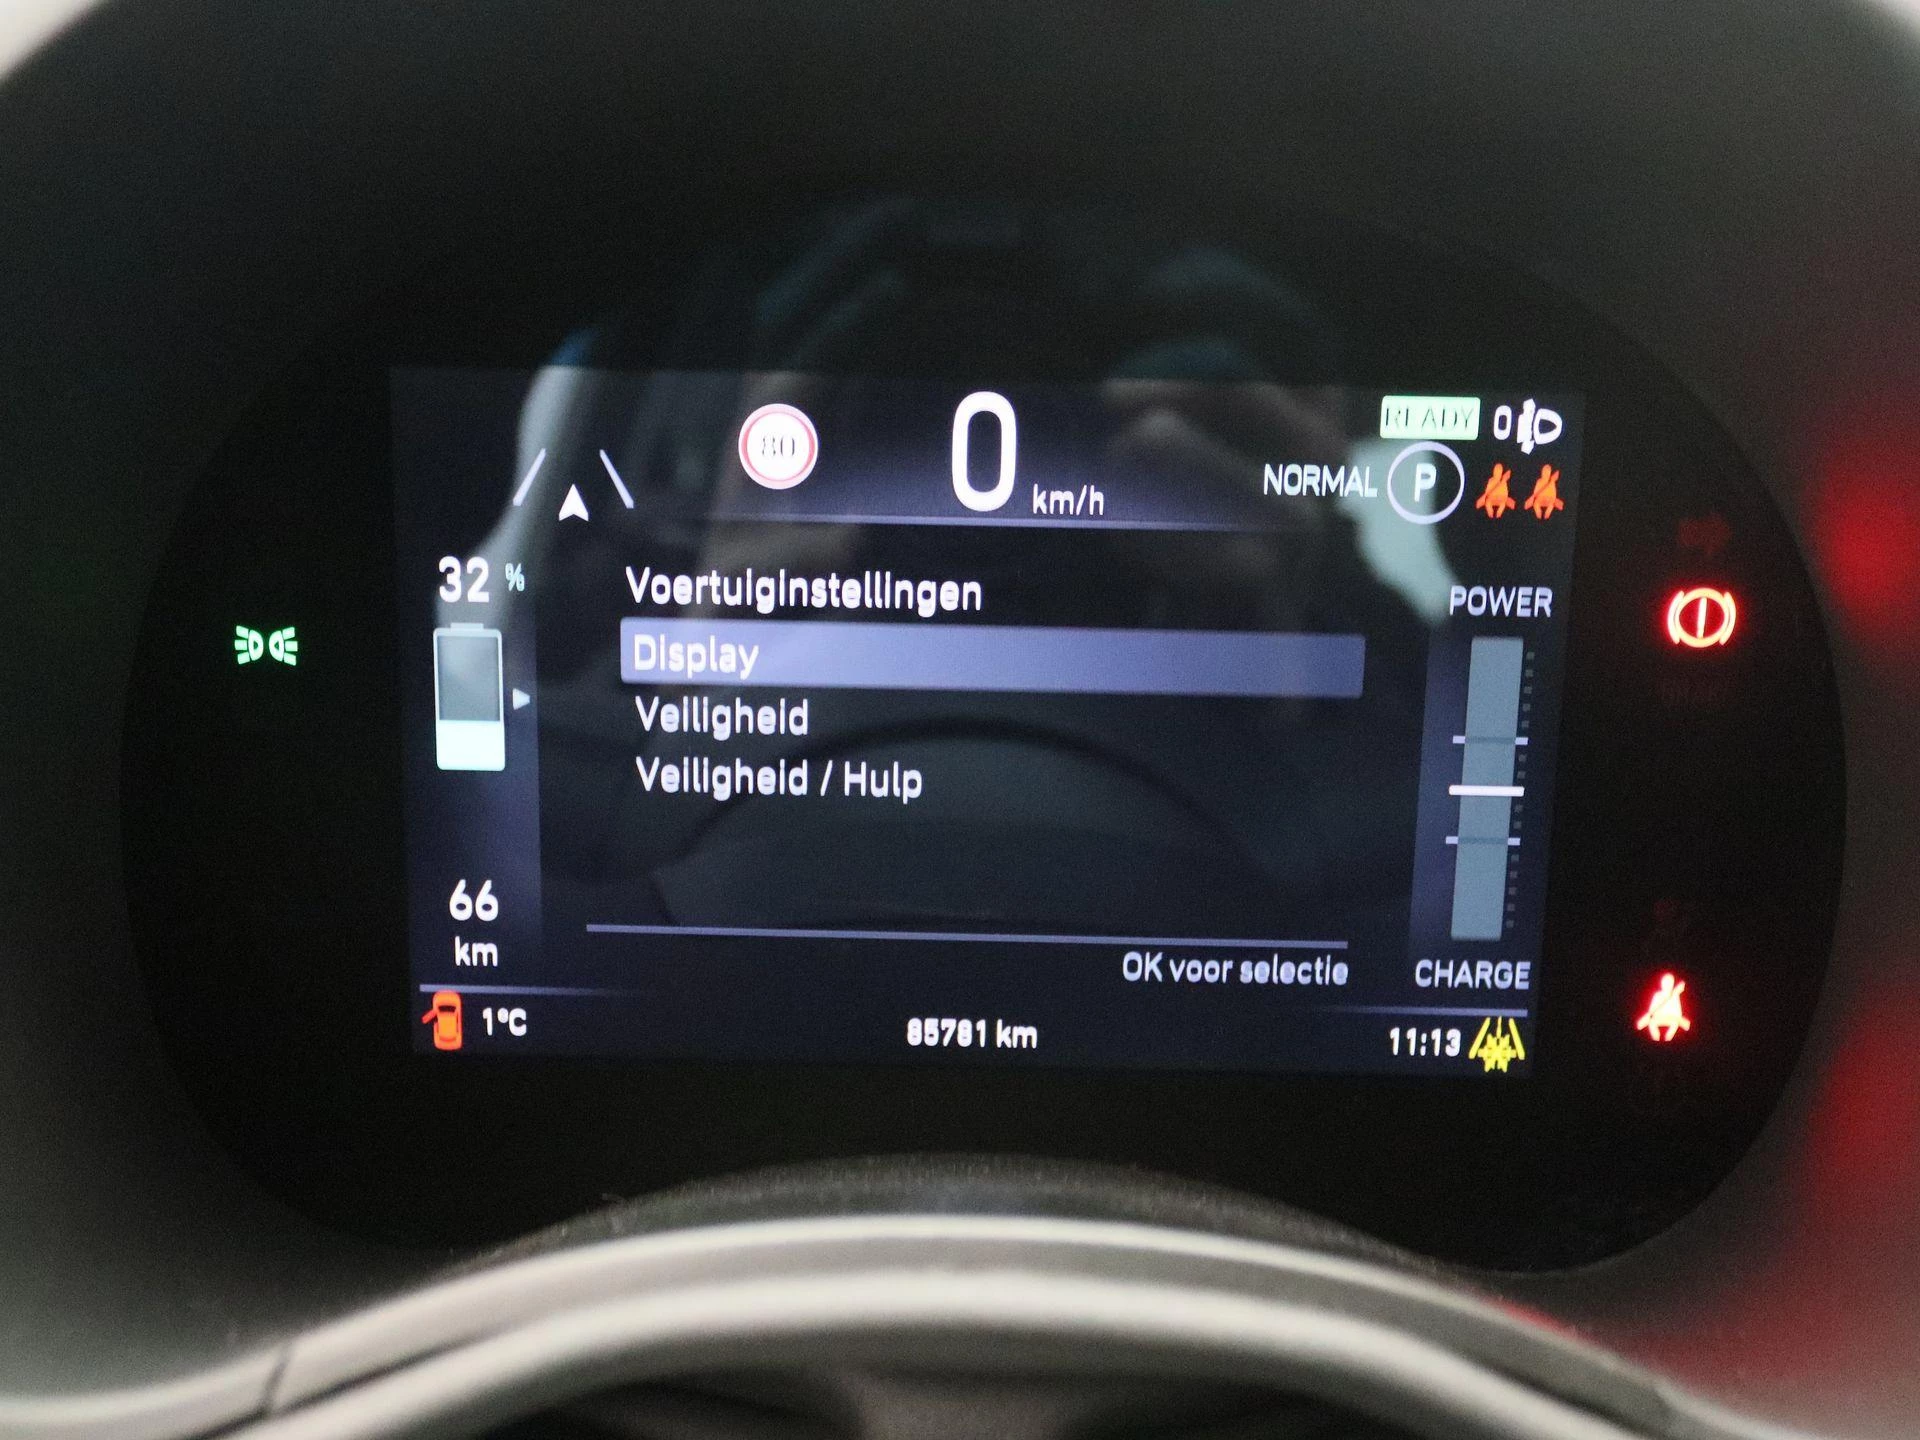 80
0 km/h
READY 0
NORMAL P
32 %
Voertuiginstellingen
Display
Veiligheid
Veiligheid / Hulp
POWER
66
km
OK voor selectie
CHARGE
1°C
85781 km
11:13